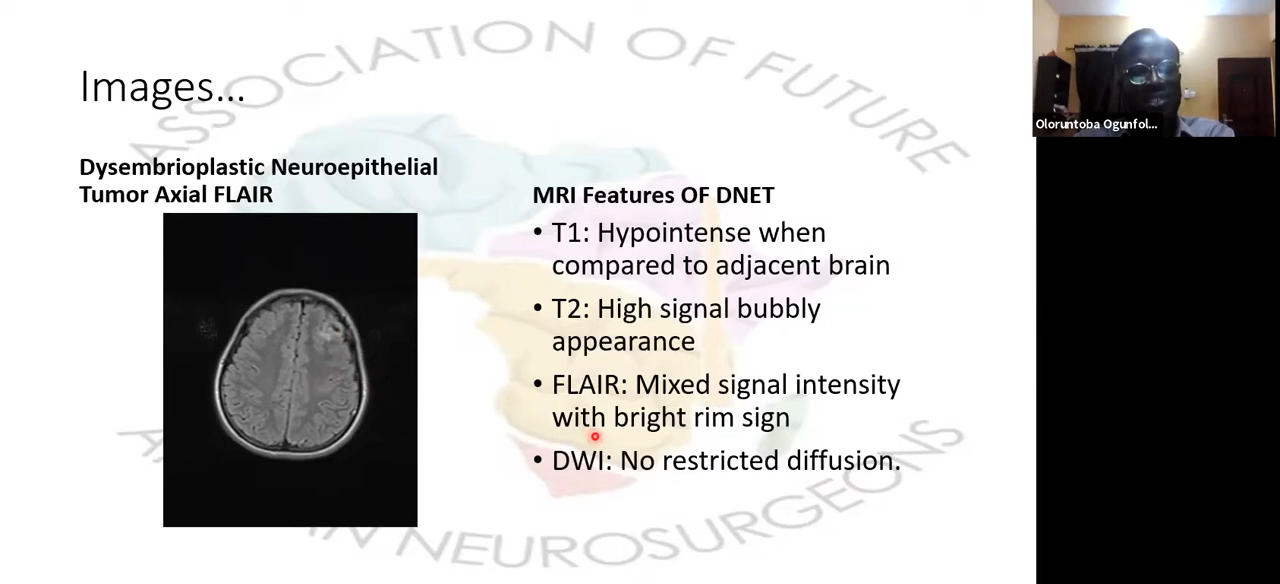 Images...
Dysembrioplastic Neuroepithelial
Tumor Axial FLAIR
MRI Features OF DNET
• T1: Hypointense when
compared to adjacent brain
• T2: High signal bubbly
appearance
• FLAIR: Mixed signal intensity
with bright rim sign
• DWI: No restricted diffusion.
ASSOCIATION OF FUTURE
IN NEUROSURGEONS
Oloruntoba Ogunfol...